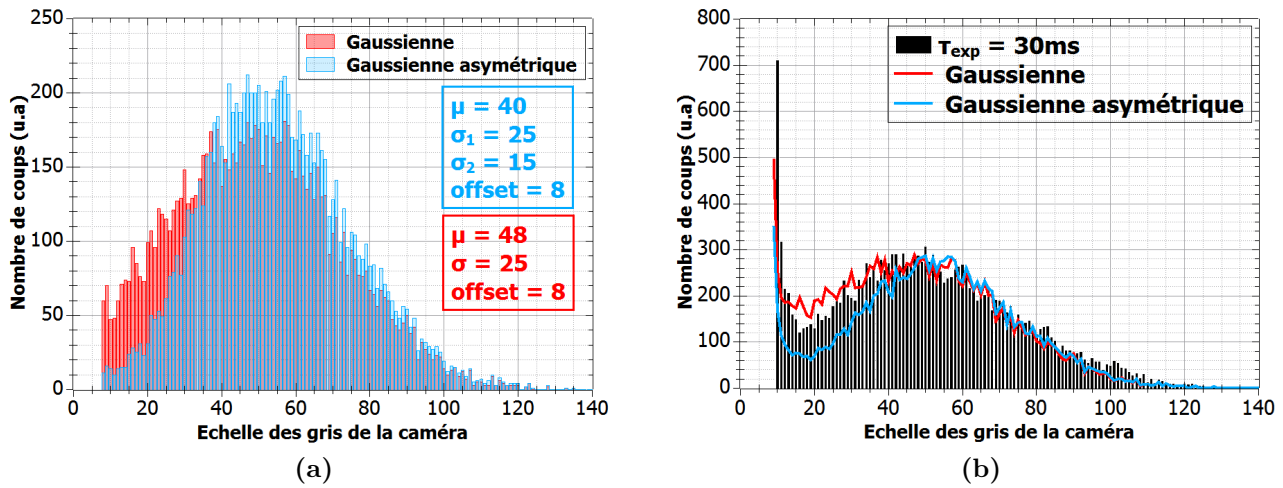 250
200
150
100
50
0
Nombre de coups (u.a)
Gaussienne
Gaussienne asymétrique
μ = 40
σ₁ = 25
σ₂ = 15
offset = 8
μ = 48
σ = 25
offset = 8
0 20 40 60 80 100 120 140
Echelle des gris de la caméra
(a)
800
700
600
500
400
300
200
100
0
Nombre de coups (u.a)
τexp = 30ms
Gaussienne
Gaussienne asymétrique
0 20 40 60 80 100 120 140
Echelle des gris de la caméra
(b)